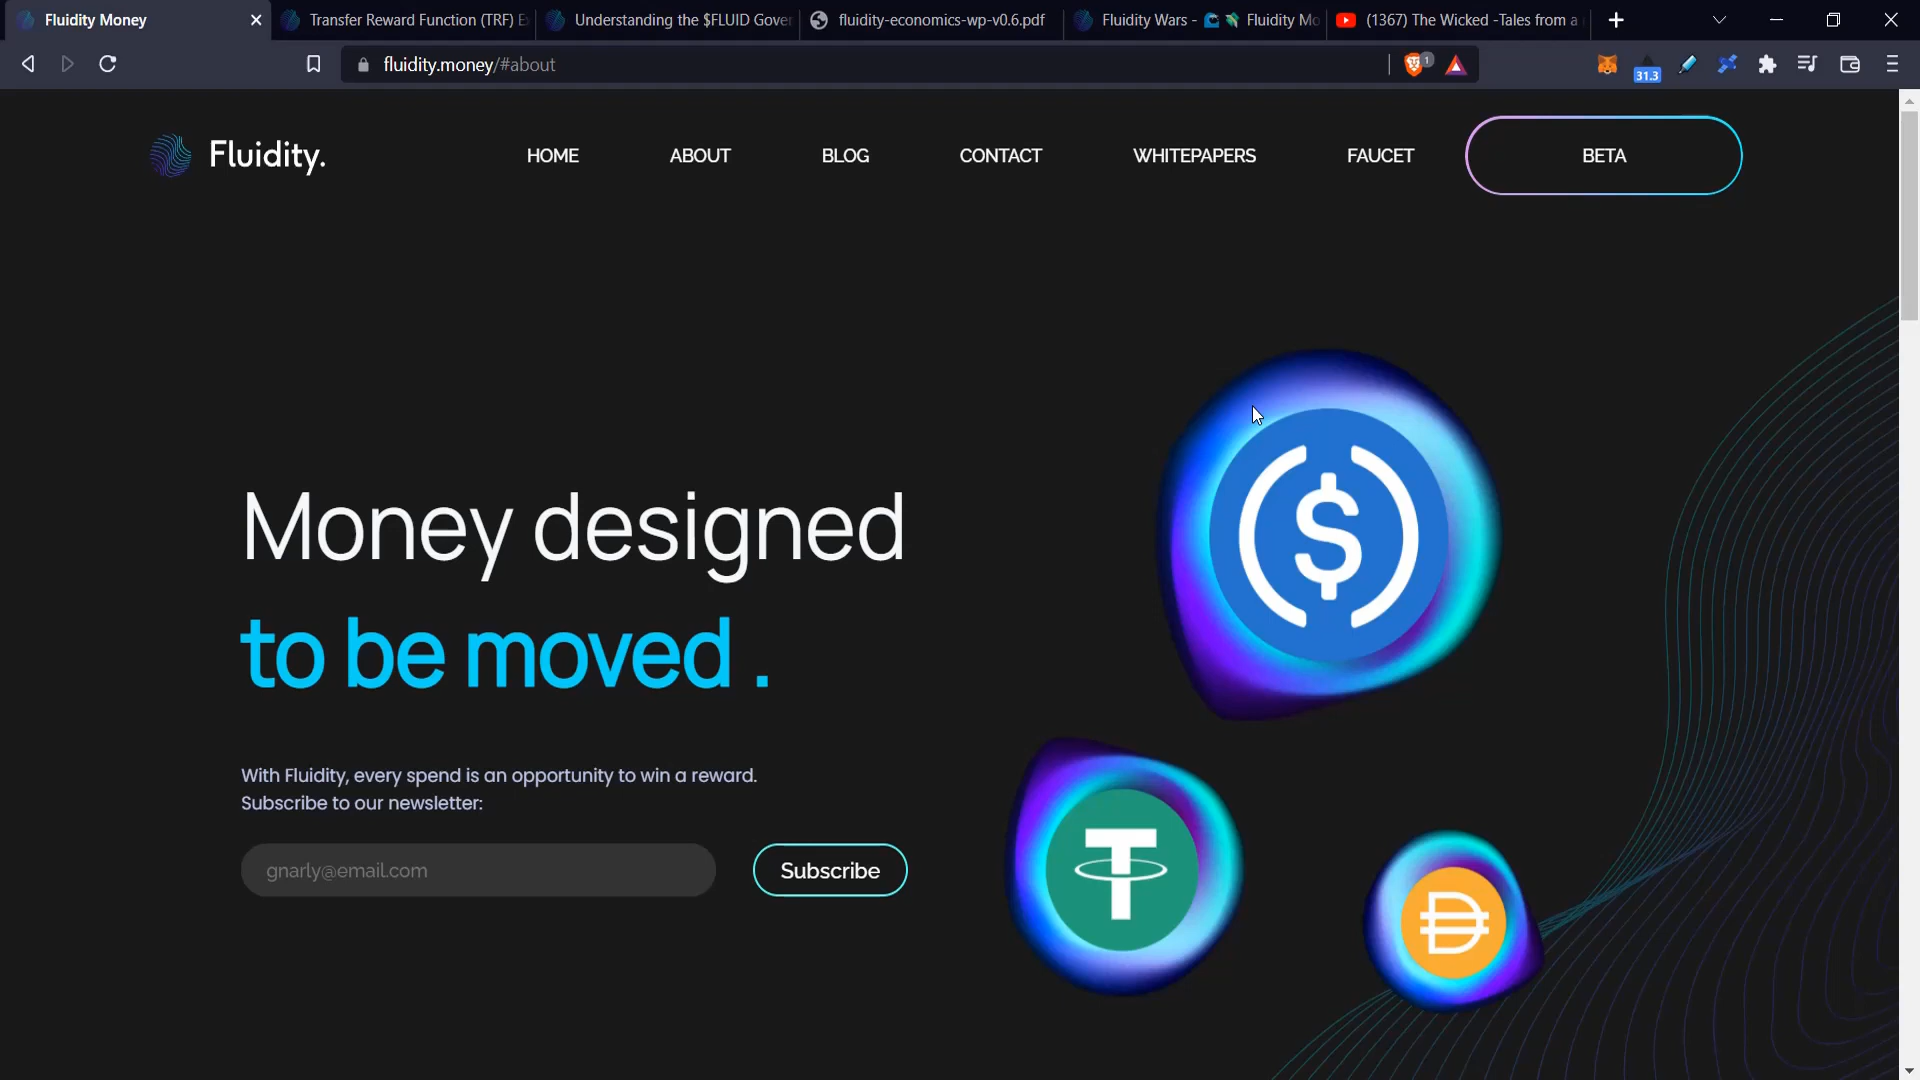 Fluidity Money
Transfer Reward Function (TRF) E
Understanding the $FLUID Gover
fluidity-economics-wp-v0.6.pdf
Fluidity Wars - 🌊 💸 Fluidity Mo
(1367) The Wicked -Tales from a
fluidity.money/#about
1
31.3
Fluidity.
HOME
ABOUT
BLOG
CONTACT
WHITEPAPERS
FAUCET
BETA
Money designed
to be moved .
With Fluidity, every spend is an opportunity to win a reward.
Subscribe to our newsletter:
gnarly@email.com
Subscribe